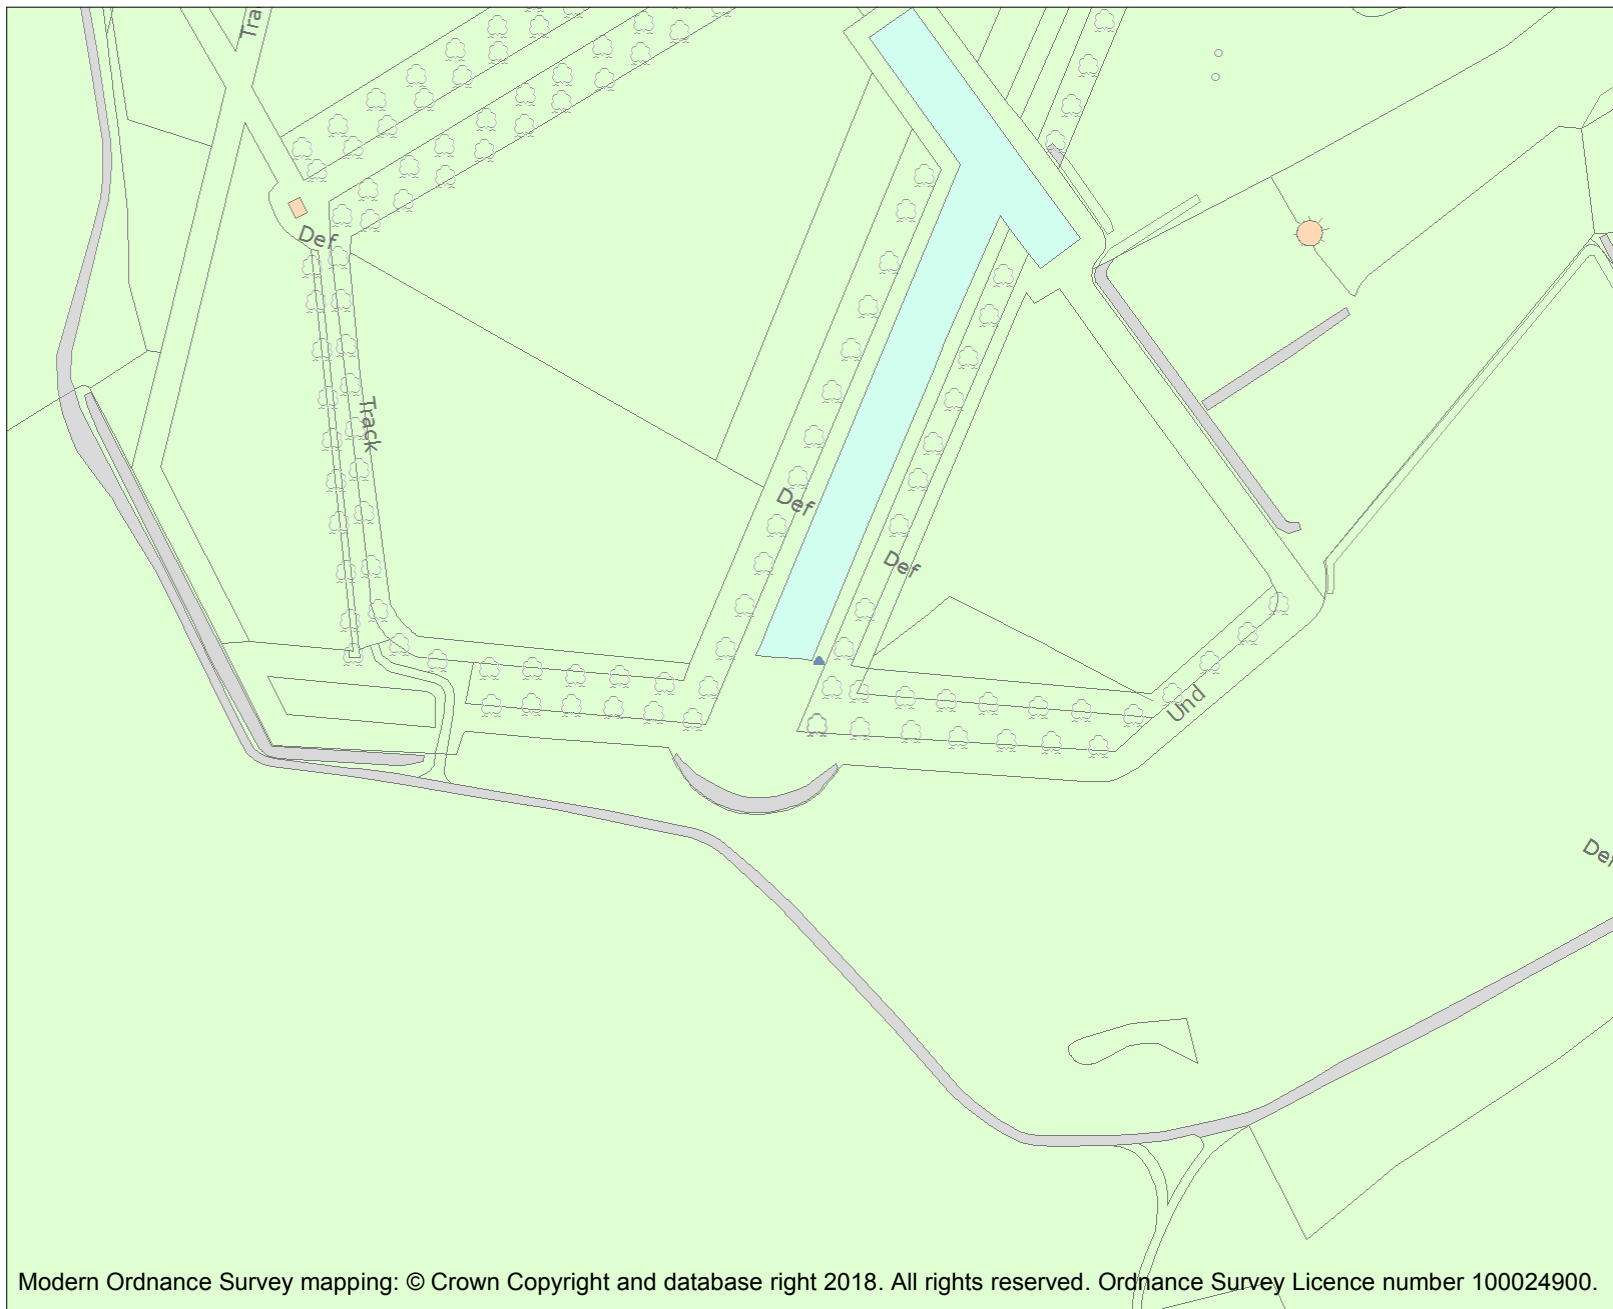 Tra
Def
Track
Def
Def
Und
De
Modern Ordnance Survey mapping: © Crown Copyright and database right 2018. All rights reserved. Ordnance Survey Licence number 100024900.